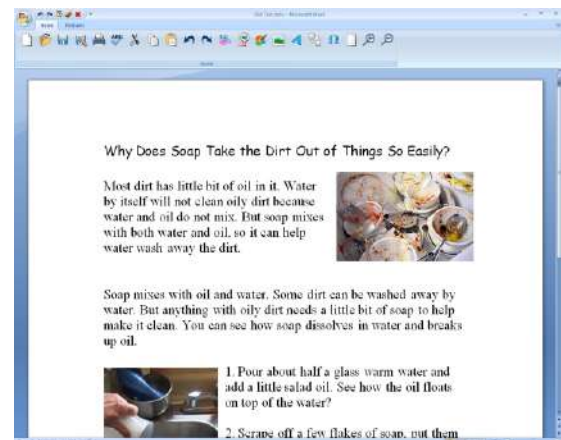 Why Does Soap Take the Dirt Out of Things So Easily?
Most dirt has little bit of oil in it. Water
by itself will not clean oily dirt because
water and oil do not mix. But soap mixes
with both water and oil, so it can help
water wash away the dirt.
Soap mixes with oil and water. Some dirt can be washed away by
water. But anything with oily dirt needs a little bit of soap to help
make it clean. You can see how soap dissolves in water and breaks
up oil.
1. Pour about half a glass warm water and
add a little salad oil. See how the oil floats
on top of the water?
2. Scrape off a few flakes of soap, put them